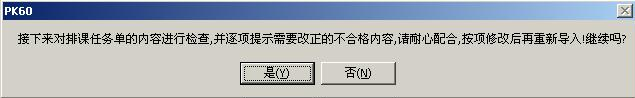 PK60
接下来对排课任务单的内容进行检查,并逐项提示需要改正的不合格内容,请耐心配合,按项修改后再重新导入!继续吗?
是(Y)
否(N)